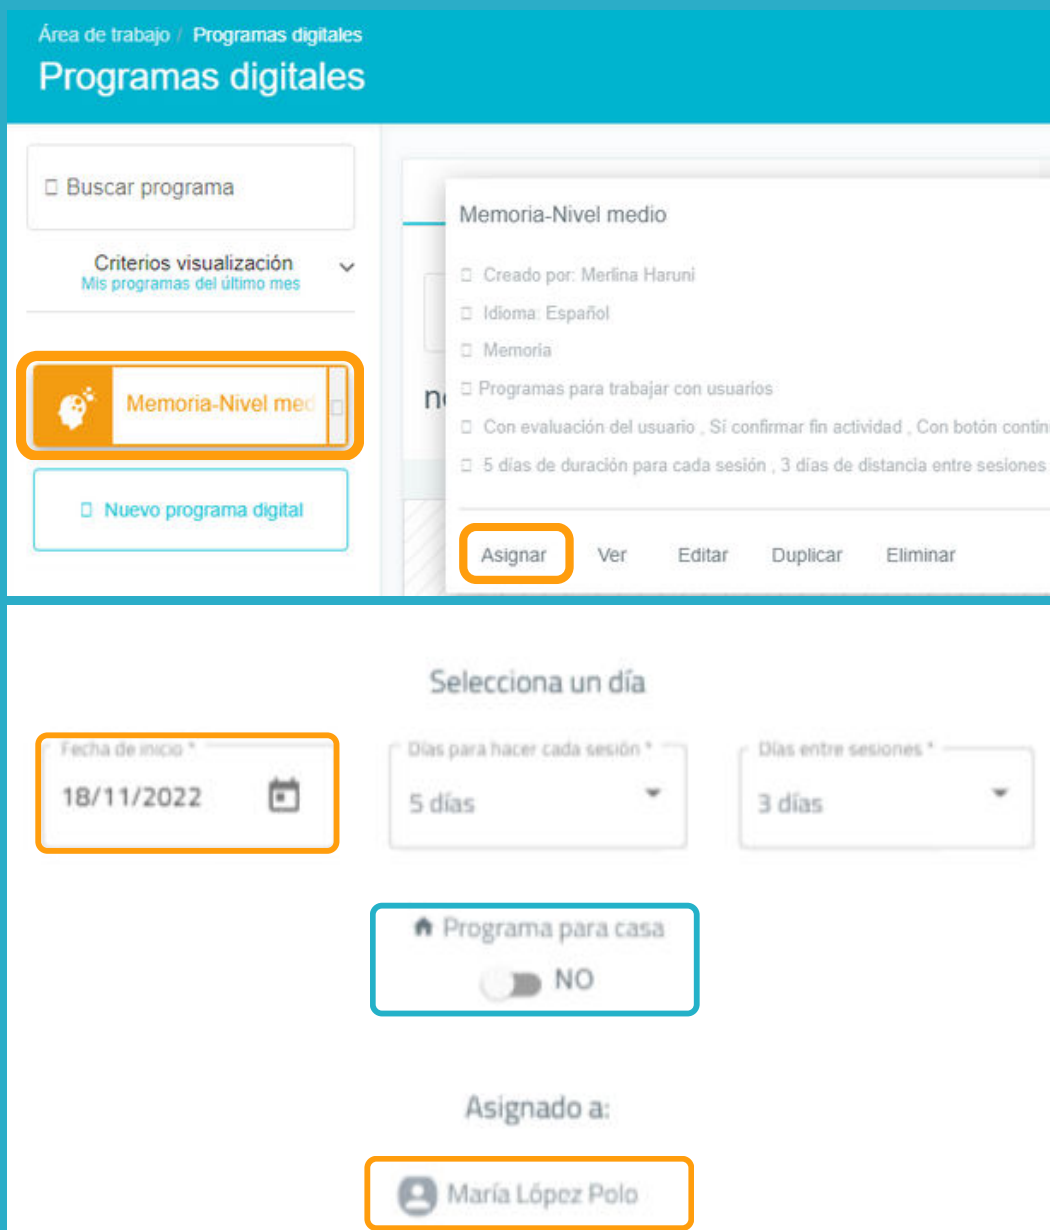 Área de trabajo / Programas digitales
Programas digitales
Buscar programa
Criterios visualización
Mis programas del último mes
Memoria-Nivel med
Nuevo programa digital
Memoria-Nivel medio
Creado por: Merlina Haruni
Idioma: Español
Memoria
Programas para trabajar con usuarios
Con evaluación del usuario , Sí confirmar fin actividad , Con botón contin
5 días de duración para cada sesión , 3 días de distancia entre sesiones
Asignar Ver Editar Duplicar Eliminar
Selecciona un día
Fecha de inicio * Días para hacer cada sesión * Días entre sesiones *
18/11/2022 5 días 3 días
Programa para casa
NO
Asignado a:
María López Polo